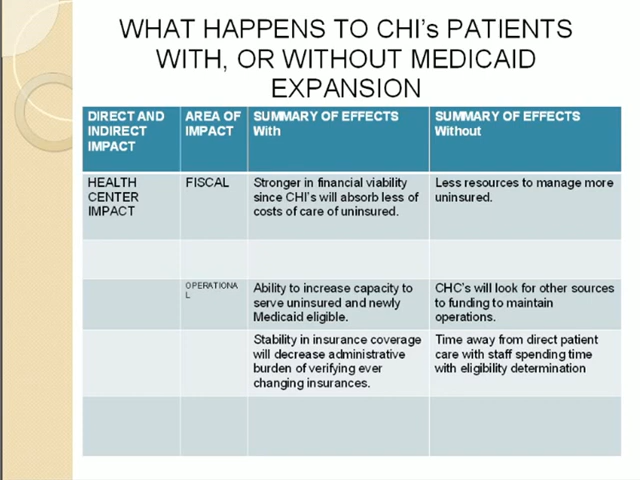 WHAT HAPPENS TO CHI's PATIENTS
WITH, OR WITHOUT MEDICAID
EXPANSION
DIRECT AND
INDIRECT
IMPACT
AREA OF
IMPACT
SUMMARY OF EFFECTS
With
SUMMARY OF EFFECTS
Without
HEALTH
CENTER
IMPACT
FISCAL
Stronger in financial viability
since CHI's will absorb less of
costs of care of uninsured.
Less resources to manage more
uninsured.
OPERATIONA
L
Ability to increase capacity to
serve uninsured and newly
Medicaid eligible.
CHC's will look for other sources
to funding to maintain
operations.
Stability in insurance coverage
will decrease administrative
burden of verifying ever
changing insurances.
Time away from direct patient
care with staff spending time
with eligibility determination